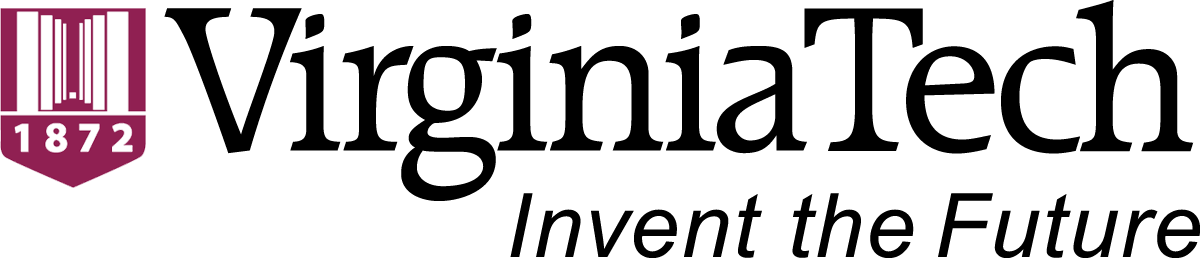 VirginiaTech
1872
Invent the Future